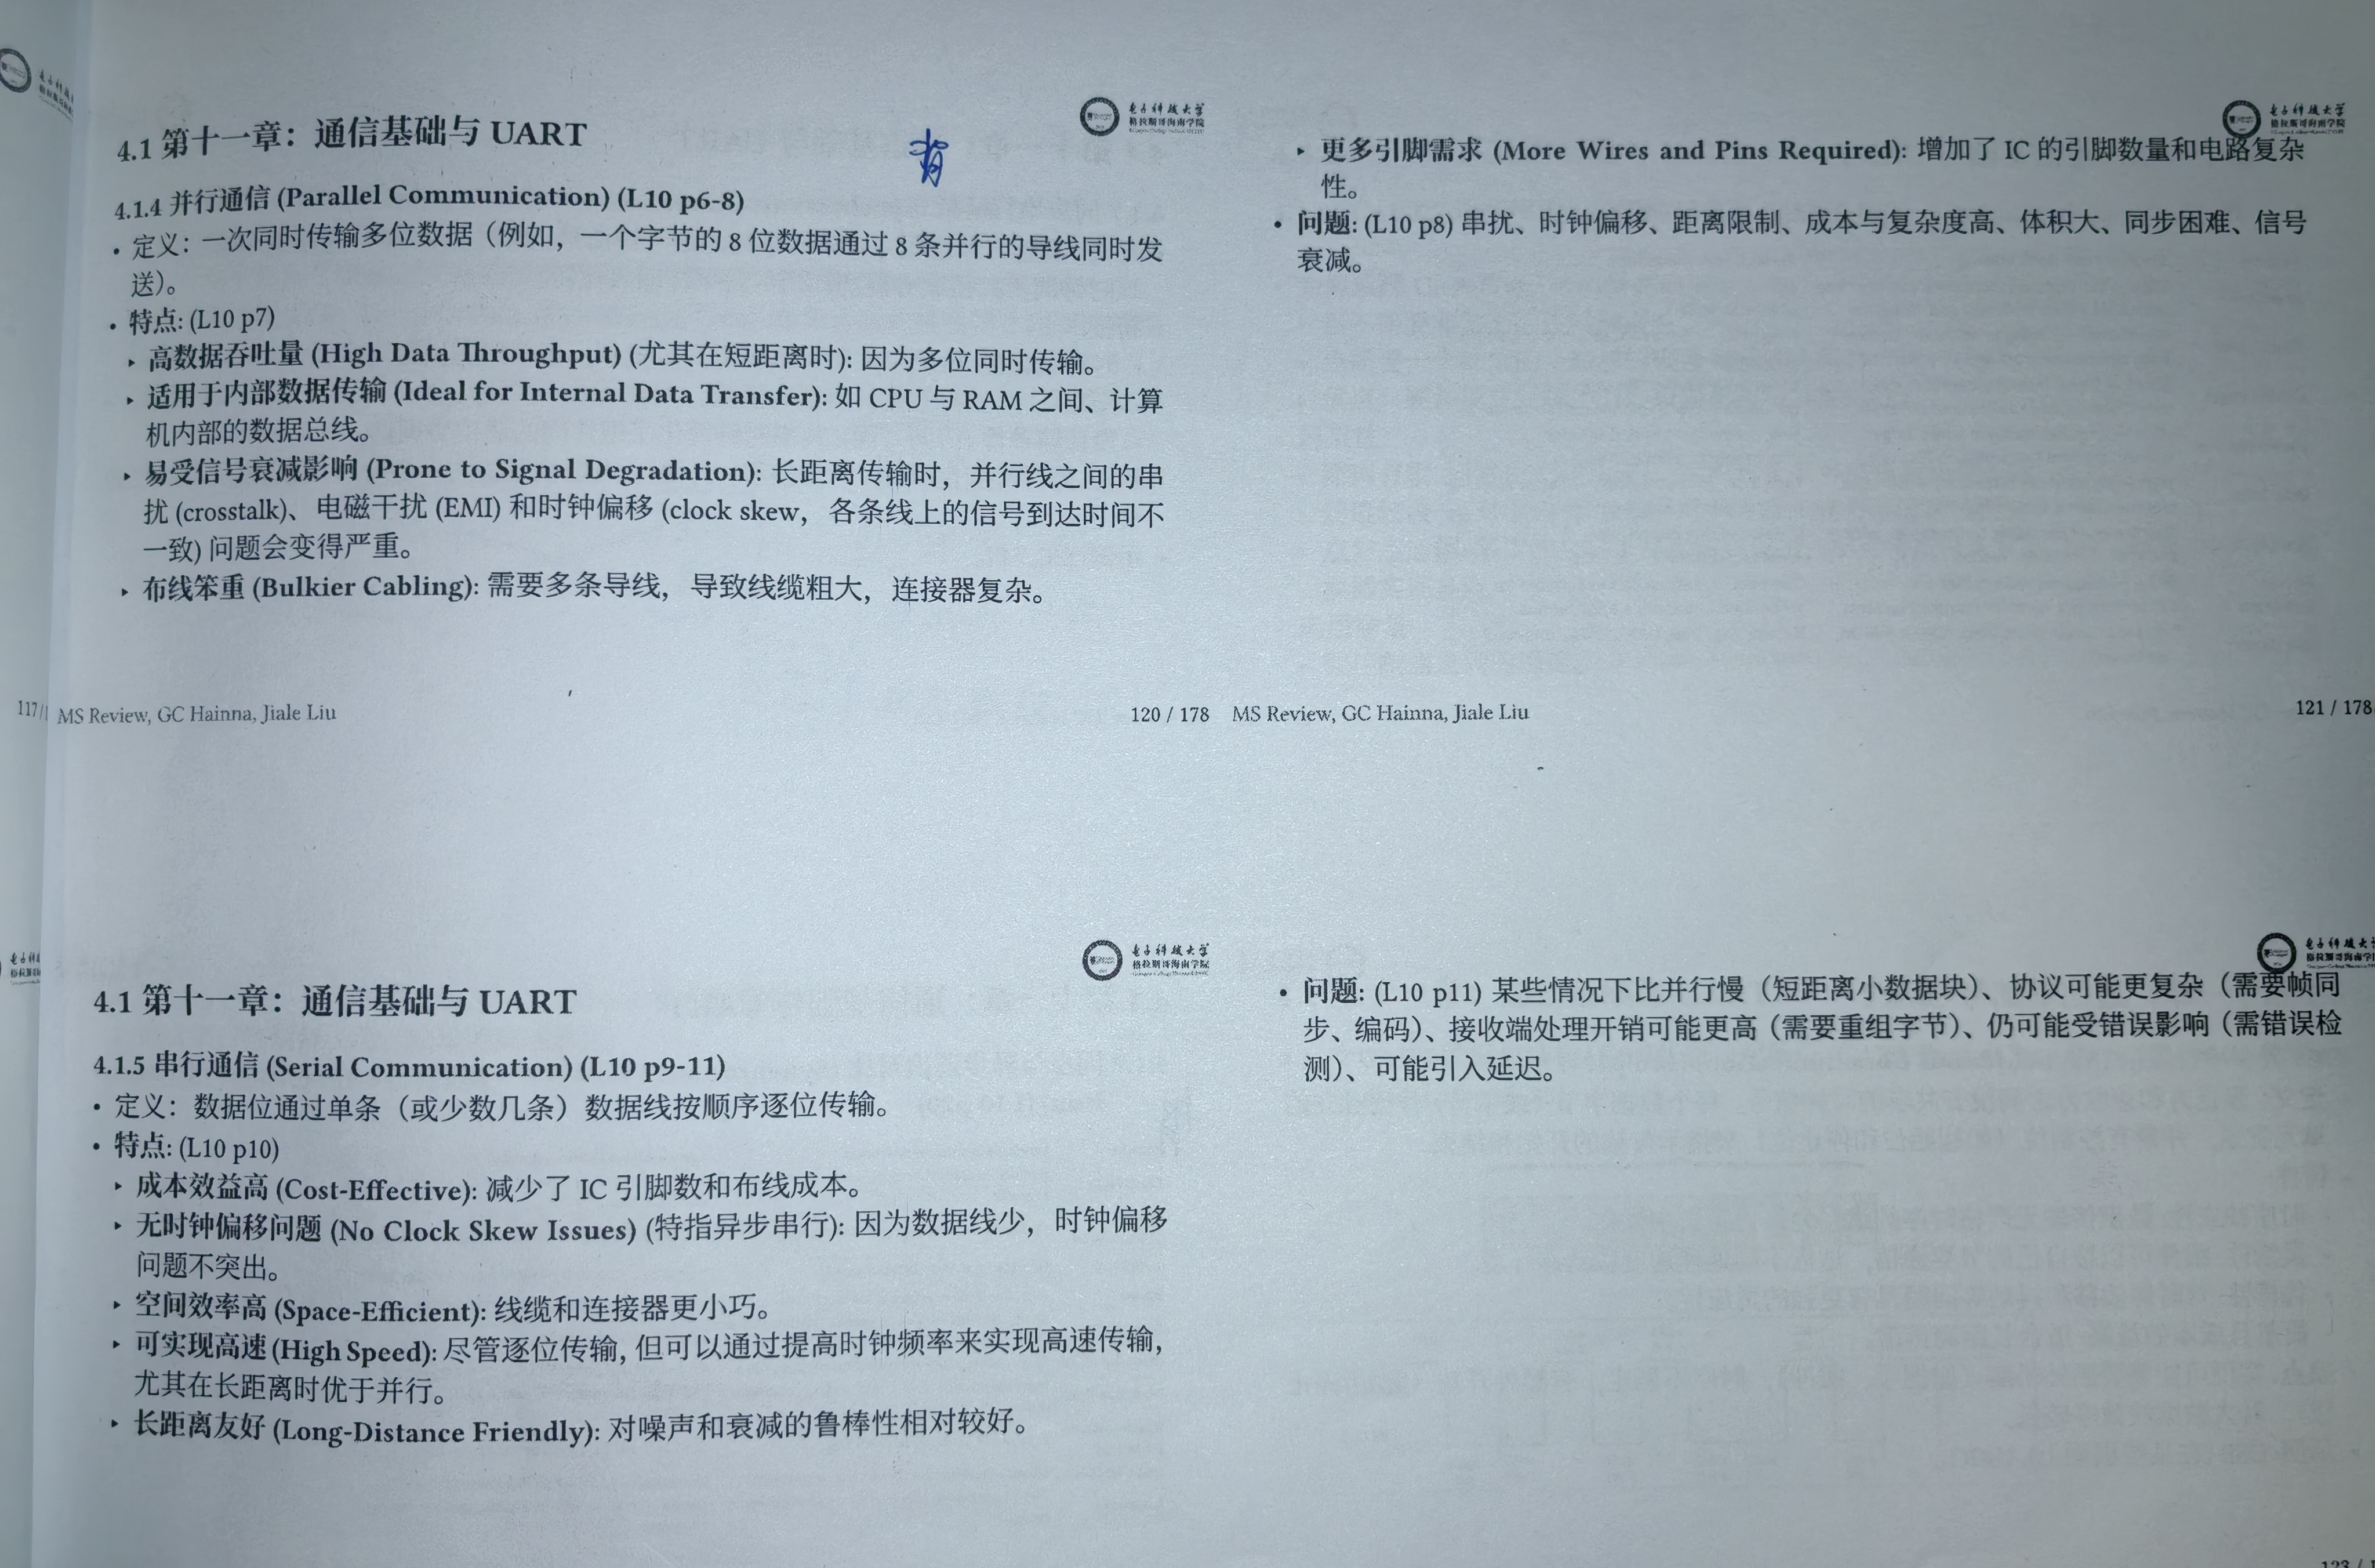 4.1 第十一章：通信基础与 UART
背
电子科技大学
格拉斯哥海南学院
4.1.4 并行通信 (Parallel Communication) (L10 p6-8)
• 定义：一次同时传输多位数据（例如，一个字节的 8 位数据通过 8 条并行的导线同时发
送）。
• 特点: (L10 p7)
‣ 高数据吞吐量 (High Data Throughput) (尤其在短距离时): 因为多位同时传输。
‣ 适用于内部数据传输 (Ideal for Internal Data Transfer): 如 CPU 与 RAM 之间、计算
机内部的数据总线。
‣ 易受信号衰减影响 (Prone to Signal Degradation): 长距离传输时，并行线之间的串
扰 (crosstalk)、电磁干扰 (EMI) 和时钟偏移 (clock skew，各条线上的信号到达时间不
一致) 问题会变得严重。
‣ 布线笨重 (Bulkier Cabling): 需要多条导线，导致线缆粗大，连接器复杂。
117/1
MS Review, GC Hainna, Jiale Liu
120 / 178
电子科技大学
格拉斯哥海南学院
‣ 更多引脚需求 (More Wires and Pins Required): 增加了 IC 的引脚数量和电路复杂
性。
• 问题: (L10 p8) 串扰、时钟偏移、距离限制、成本与复杂度高、体积大、同步困难、信号
衰减。
MS Review, GC Hainna, Jiale Liu
121 / 178
电子科技大学
格拉斯哥海南学院
4.1 第十一章：通信基础与 UART
4.1.5 串行通信 (Serial Communication) (L10 p9-11)
• 定义：数据位通过单条（或少数几条）数据线按顺序逐位传输。
• 特点: (L10 p10)
‣ 成本效益高 (Cost-Effective): 减少了 IC 引脚数和布线成本。
‣ 无时钟偏移问题 (No Clock Skew Issues) (特指异步串行): 因为数据线少，时钟偏移
问题不突出。
‣ 空间效率高 (Space-Efficient): 线缆和连接器更小巧。
‣ 可实现高速 (High Speed): 尽管逐位传输, 但可以通过提高时钟频率来实现高速传输，
尤其在长距离时优于并行。
‣ 长距离友好 (Long-Distance Friendly): 对噪声和衰减的鲁棒性相对较好。
电子科技大
格拉斯哥海南学
• 问题: (L10 p11) 某些情况下比并行慢（短距离小数据块）、协议可能更复杂（需要帧同
步、编码）、接收端处理开销可能更高（需要重组字节）、仍可能受错误影响（需错误检
测）、可能引入延迟。